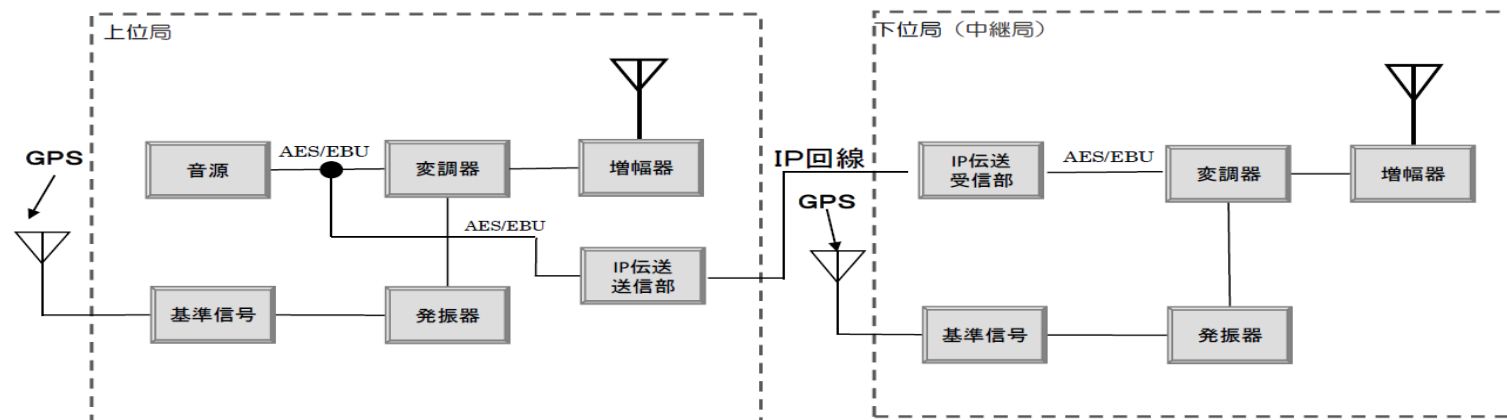 上位局
GPS
音源
AES/EBU
変調器
増幅器
AES/EBU
IP伝送
送信部
基準信号
発振器
IP回線
下位局（中継局）
GPS
IP伝送
受信部
AES/EBU
変調器
増幅器
基準信号
発振器